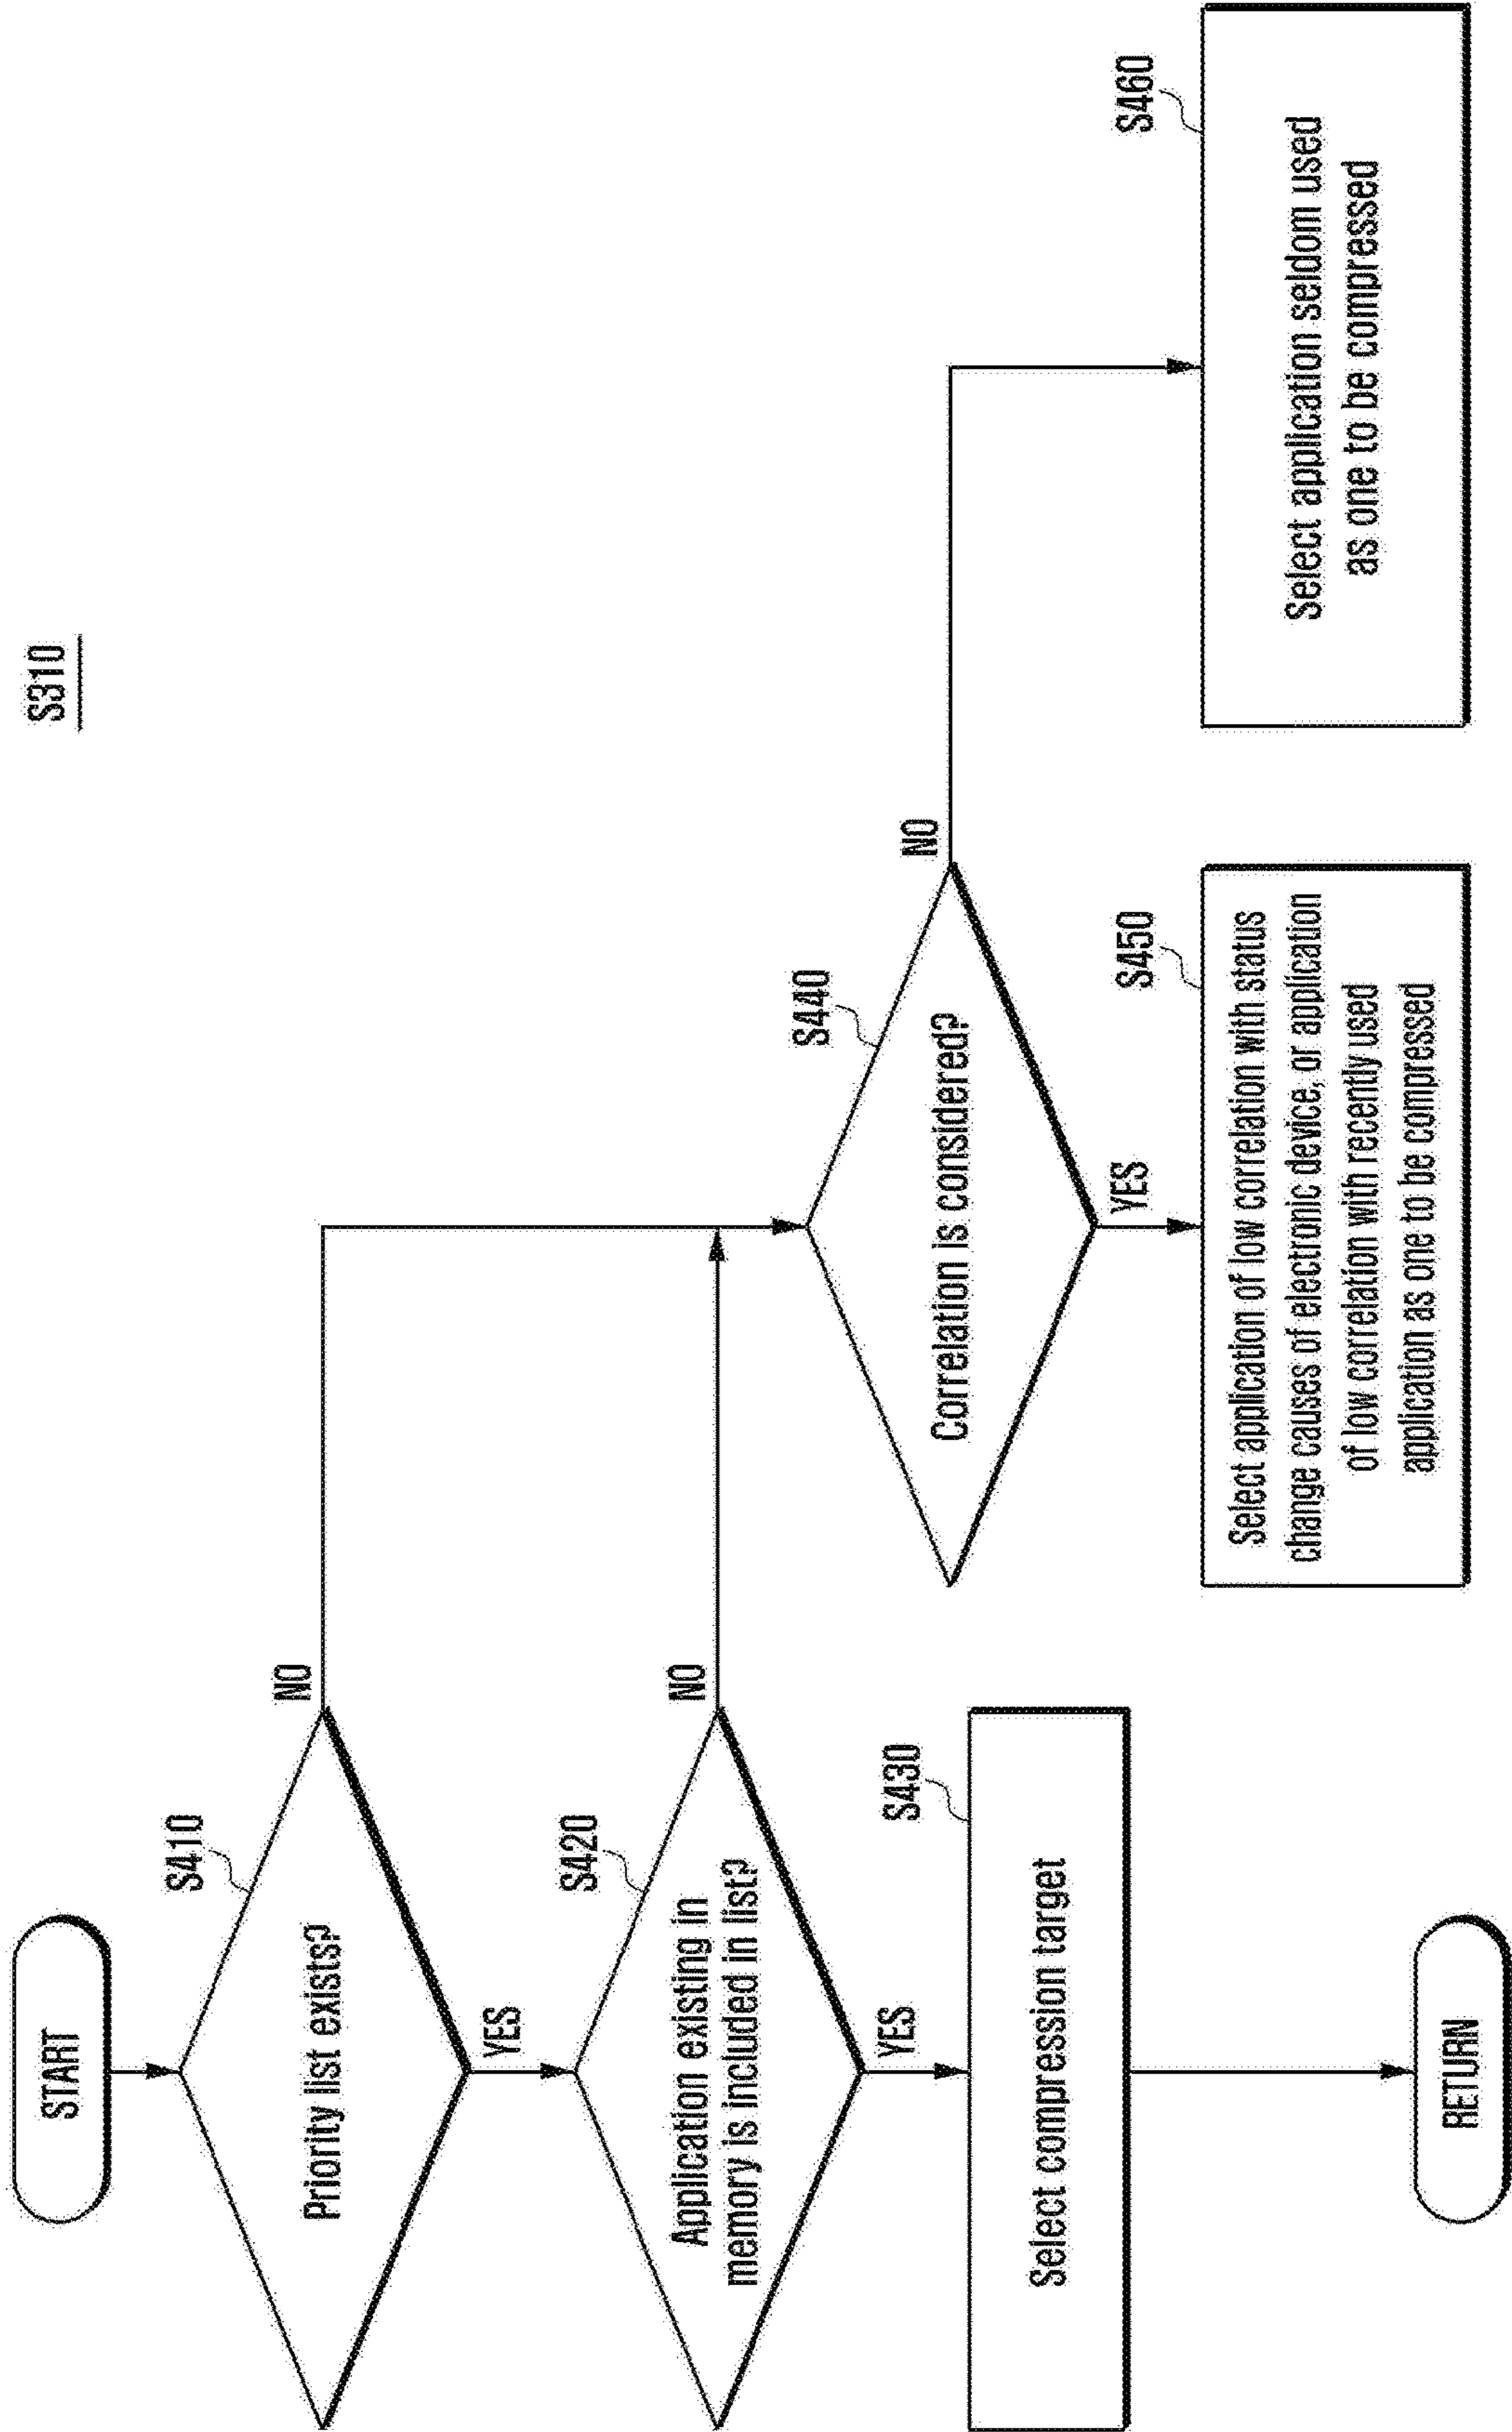 S310
START
S410
Priority list exists?
NO
YES
S420
Application existing in
memory is included in list?
NO
YES
S430
Select compression target
RETURN
S440
Correlation is considered?
NO
YES
S450
Select application of low correlation with status
change causes of electronic device, or application
of low correlation with recently used
application as one to be compressed
S460
Select application seldom used
as one to be compressed